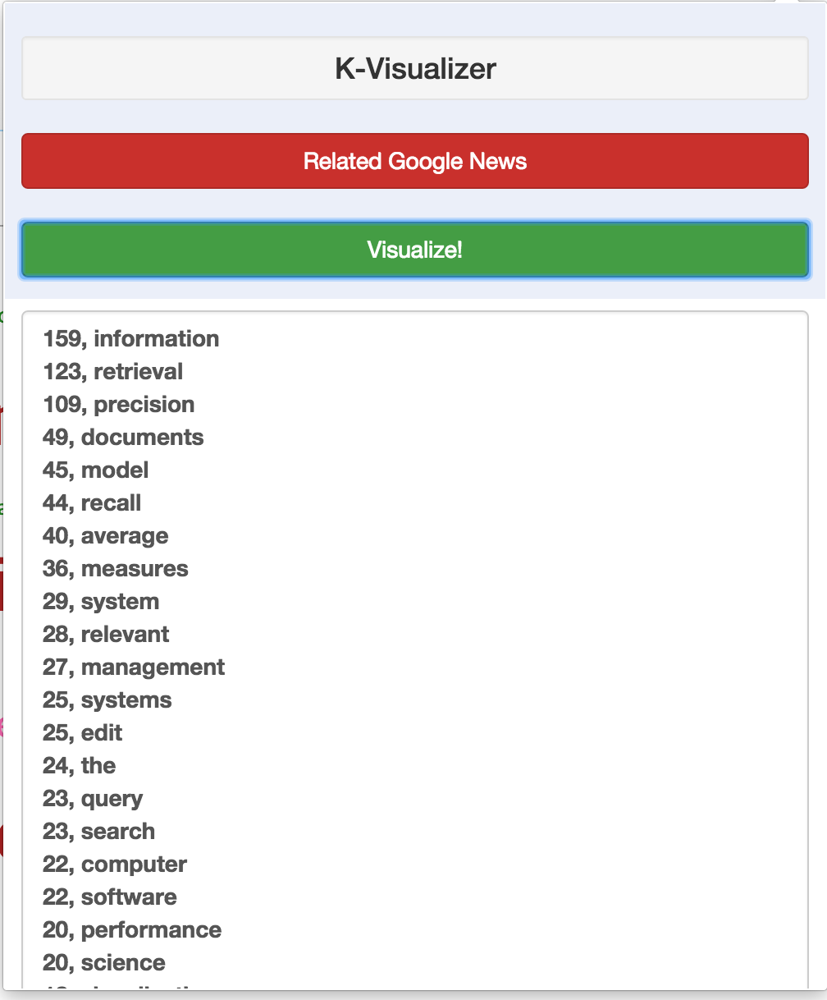 K-Visualizer
Related Google News
Visualize!
159, information
123, retrieval
109, precision
49, documents
45, model
44, recall
40, average
36, measures
29, system
28, relevant
27, management
25, systems
25, edit
24, the
23, query
23, search
22, computer
22, software
20, performance
20, science